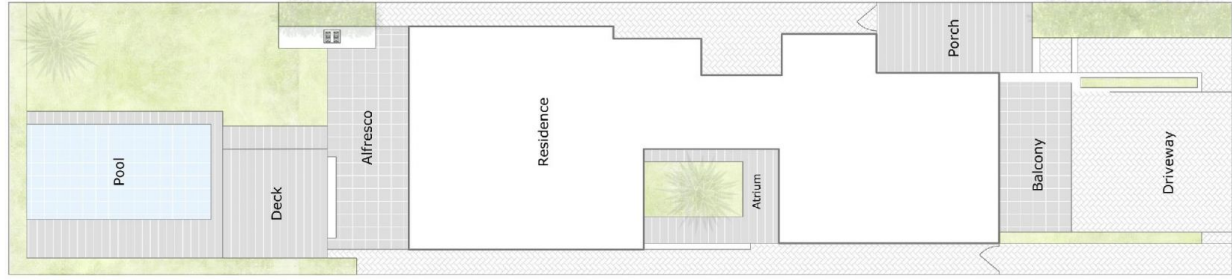 Pool
Deck
Alfresco
Residence
Atrium
Porch
Balcony
Driveway